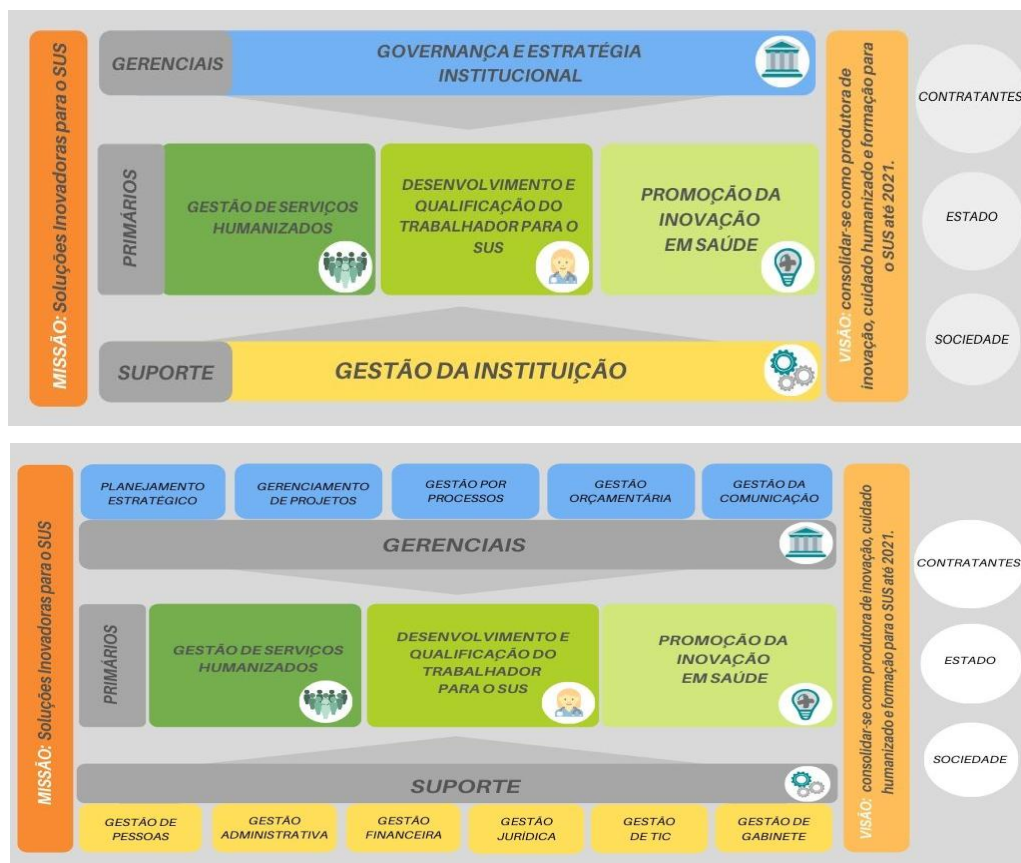 MISSÃO: Soluções Inovadoras para o SUS
GERENCIAIS
GOVERNANÇA E ESTRATÉGIA
INSTITUCIONAL
PRIMÁRIOS
GESTÃO DE SERVIÇOS
HUMANIZADOS
DESENVOLVIMENTO E
QUALIFICAÇÃO DO
TRABALHADOR PARA O
SUS
PROMOÇÃO DA
INOVAÇÃO
EM SAÚDE
SUPORTE
GESTÃO DA INSTITUIÇÃO
VISÃO: consolidar-se como produtora de
inovação, cuidado humanizado e formação para
o SUS até 2021.
CONTRATANTES
ESTADO
SOCIEDADE
MISSÃO: Soluções Inovadoras para o SUS
PLANEJAMENTO
ESTRATÉGICO
GERENCIAMENTO
DE PROJETOS
GESTÃO POR
PROCESSOS
GESTÃO
ORÇAMENTÁRIA
GESTÃO DA
COMUNICAÇÃO
GERENCIAIS
PRIMÁRIOS
GESTÃO DE SERVIÇOS
HUMANIZADOS
DESENVOLVIMENTO E
QUALIFICAÇÃO DO
TRABALHADOR
PARA O SUS
PROMOÇÃO DA
INOVAÇÃO
EM SAÚDE
SUPORTE
GESTÃO DE
PESSOAS
GESTÃO
ADMINISTRATIVA
GESTÃO
FINANCEIRA
GESTÃO
JURÍDICA
GESTÃO
DE TIC
GESTÃO DE
GABINETE
VISÃO: consolidar-se como produtora de inovação, cuidado
humanizado e formação para o SUS até 2021.
CONTRATANTES
ESTADO
SOCIEDADE